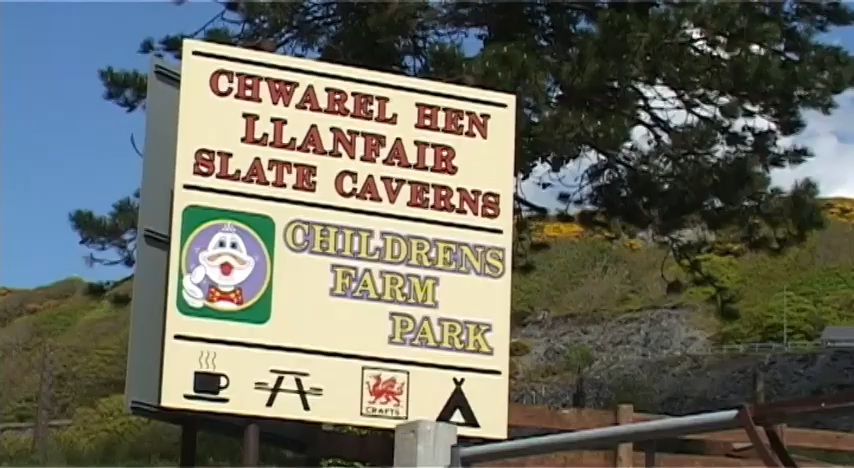 CHWAREL HEN
LLANFAIR
SLATE CAVERNS
CHILDRENS
FARM
PARK
CRAFTS